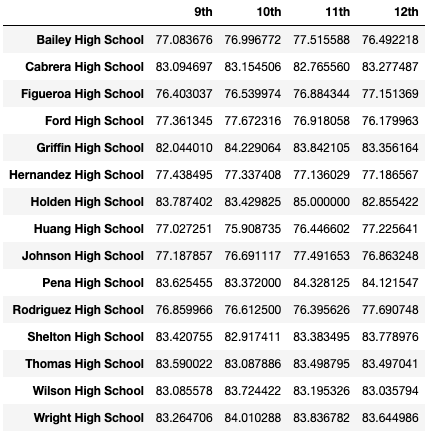 9th 10th 11th 12th
Bailey High School 77.083676 76.996772 77.515588 76.492218
Cabrera High School 83.094697 83.154506 82.765560 83.277487
Figueroa High School 76.403037 76.539974 76.884344 77.151369
Ford High School 77.361345 77.672316 76.918058 76.179963
Griffin High School 82.044010 84.229064 83.842105 83.356164
Hernandez High School 77.438495 77.337408 77.136029 77.186567
Holden High School 83.787402 83.429825 85.000000 82.855422
Huang High School 77.027251 75.908735 76.446602 77.225641
Johnson High School 77.187857 76.691117 77.491653 76.863248
Pena High School 83.625455 83.372000 84.328125 84.121547
Rodriguez High School 76.859966 76.612500 76.395626 77.690748
Shelton High School 83.420755 82.917411 83.383495 83.778976
Thomas High School 83.590022 83.087886 83.498795 83.497041
Wilson High School 83.085578 83.724422 83.195326 83.035794
Wright High School 83.264706 84.010288 83.836782 83.644986